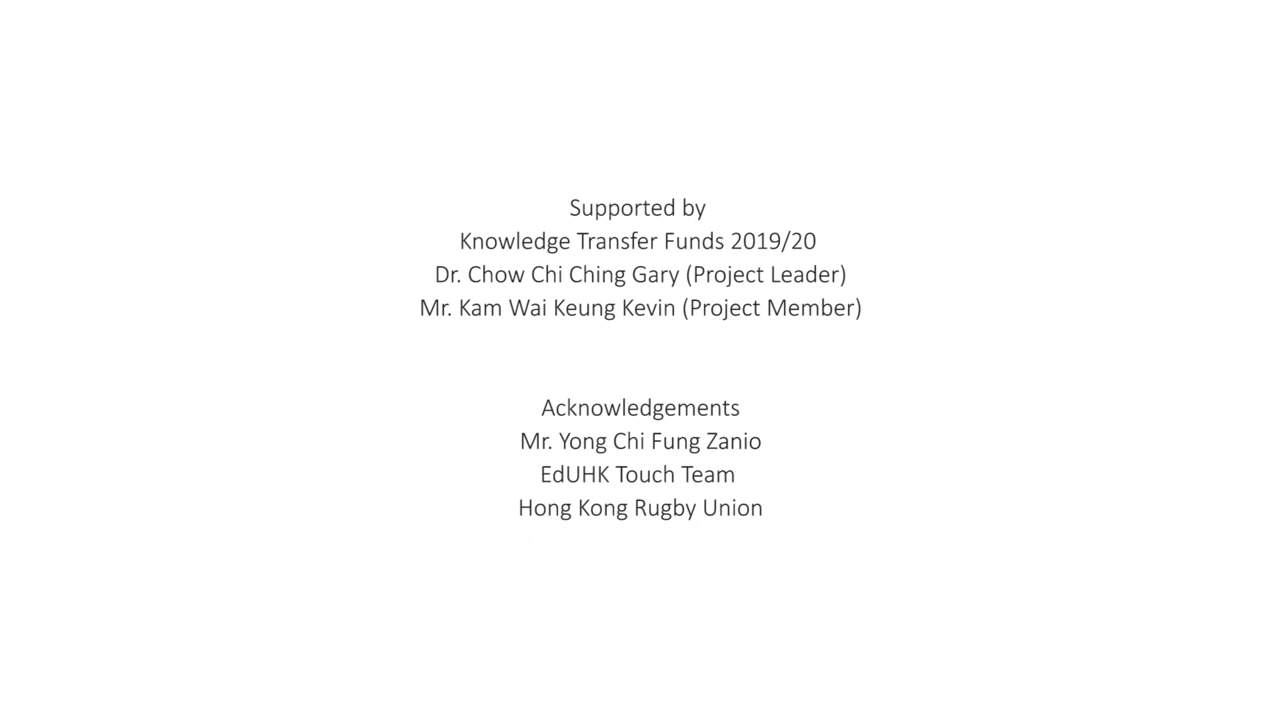 Supported by
Knowledge Transfer Funds 2019/20
Dr. Chow Chi Ching Gary (Project Leader)
Mr. Kam Wai Keung Kevin (Project Member)
Acknowledgements
Mr. Yong Chi Fung Zanio
EdUHK Touch Team
Hong Kong Rugby Union